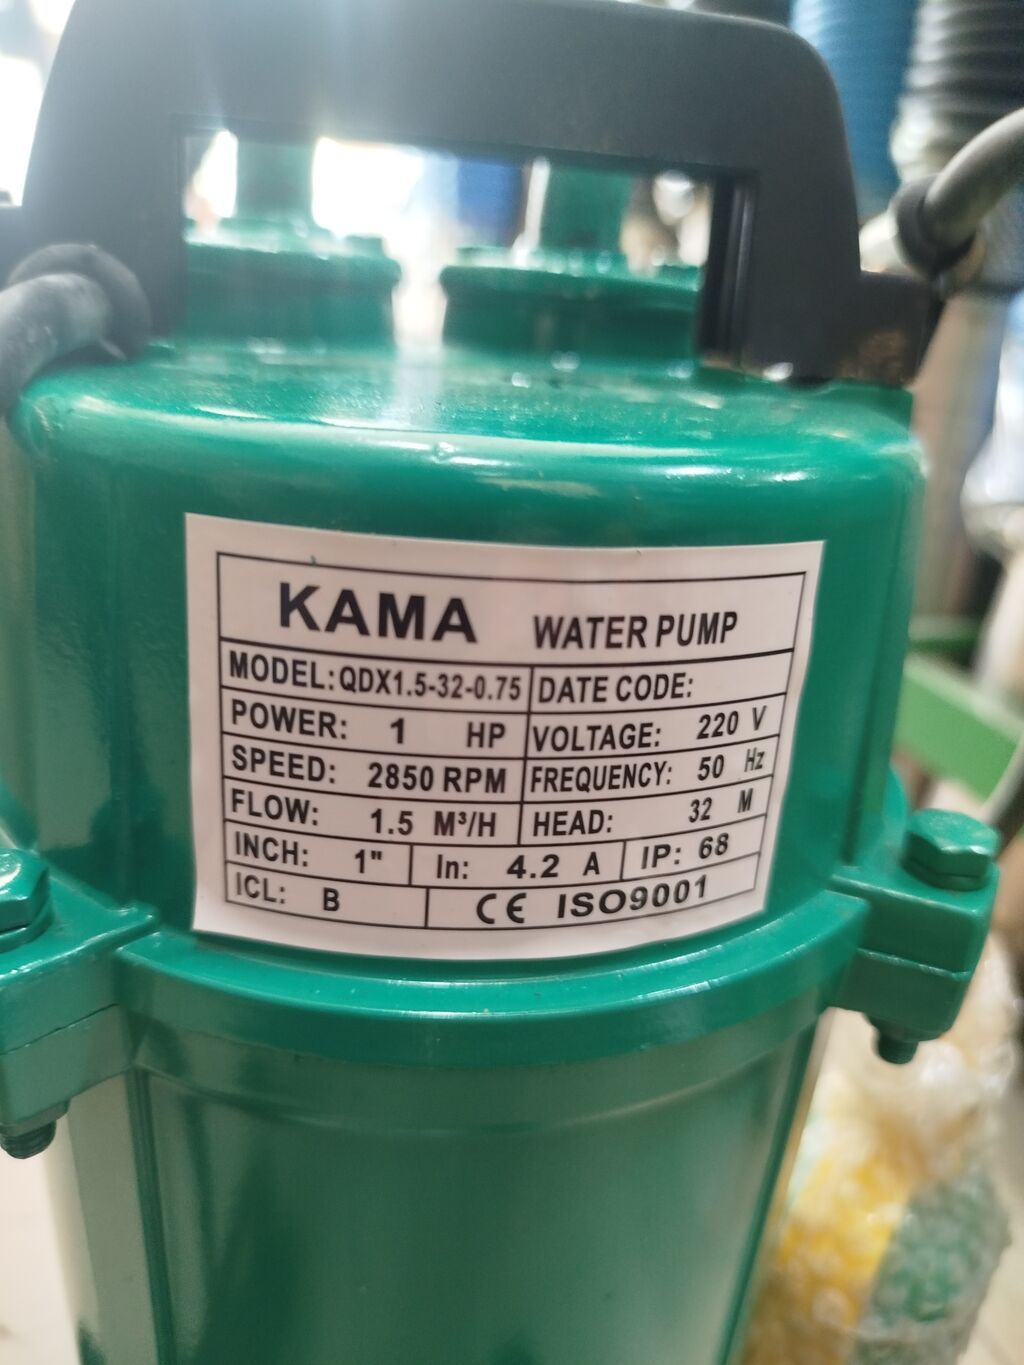 KAMA WATER PUMP
MODEL: QDX1.5-32-0.75 DATE CODE:
POWER: 1 HP VOLTAGE: 220 V
SPEED: 2850 RPM FREQUENCY: 50 Hz
FLOW: 1.5 M³/H HEAD: 32 M
INCH: 1" In: 4.2 A IP: 68
ICL: B CE ISO9001